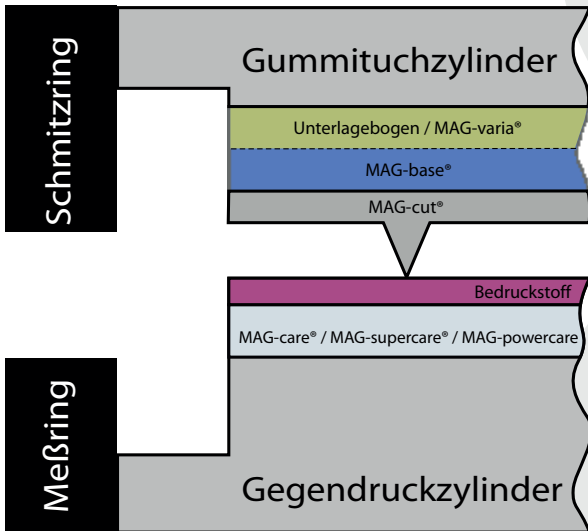 Schmitzring
Gummituchzylinder
Unterlagebogen / MAG-varia®
MAG-base®
MAG-cut®
Bedruckstoff
MAG-care® / MAG-supercare® / MAG-powercare
Meßring
Gegendruckzylinder